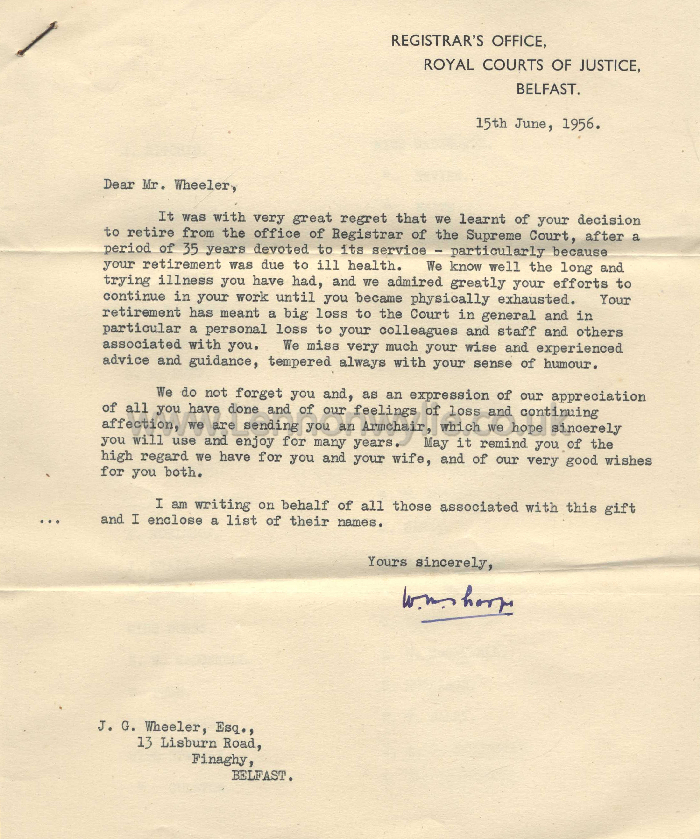 REGISTRAR'S OFFICE,
ROYAL COURTS OF JUSTICE,
BELFAST.
15th June, 1956.
Dear Mr. Wheeler,
It was with very great regret that we learnt of your decision
to retire from the office of Registrar of the Supreme Court, after a
period of 35 years devoted to its service - particularly because
your retirement was due to ill health. We know well the long and
trying illness you have had, and we admired greatly your efforts to
continue in your work until you became physically exhausted. Your
retirement has meant a big loss to the Court in general and in
particular a personal loss to your colleagues and staff and others
associated with you. We miss very much your wise and experienced
advice and guidance, tempered always with your sense of humour.
We do not forget you and, as an expression of our appreciation
of all you have done and of our feelings of loss and continuing
affection, we are sending you an Armchair, which we hope sincerely
you will use and enjoy for many years. May it remind you of the
high regard we have for you and your wife, and of our very good wishes
for you both.
I am writing on behalf of all those associated with this gift
... and I enclose a list of their names.
Yours sincerely,
W.N. Sharpe
J. G. Wheeler, Esq.,
13 Lisburn Road,
Finaghy,
BELFAST.
www.Lennonwylie.co.uk